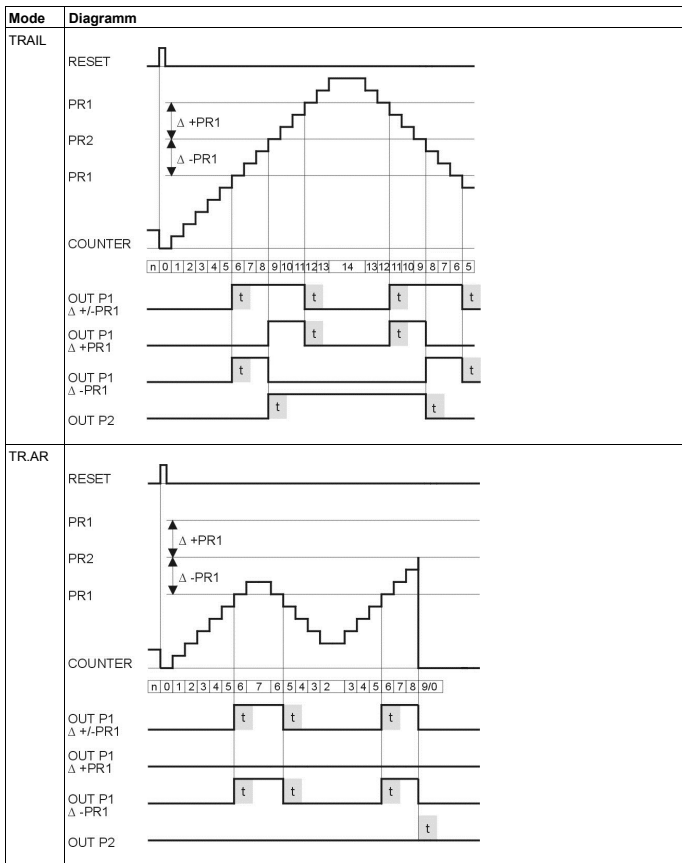 Mode Diagramm
TRAIL
RESET
PR1
Δ +PR1
PR2
Δ -PR1
PR1
COUNTER
n 0 1 2 3 4 5 6 7 8 9 10 11 12 13 14 13 12 11 10 9 8 7 6 5
OUT P1 t t t t
Δ +/-PR1
OUT P1 t t
Δ +PR1
OUT P1 t t
Δ -PR1
OUT P2 t t
TR.AR
RESET
PR1
Δ +PR1
PR2
Δ -PR1
PR1
COUNTER
n 0 1 2 3 4 5 6 7 6 5 4 3 2 3 4 5 6 7 8 9/0
OUT P1 t t t
Δ +/-PR1
OUT P1
Δ +PR1
OUT P1 t t t
Δ -PR1
OUT P2 t